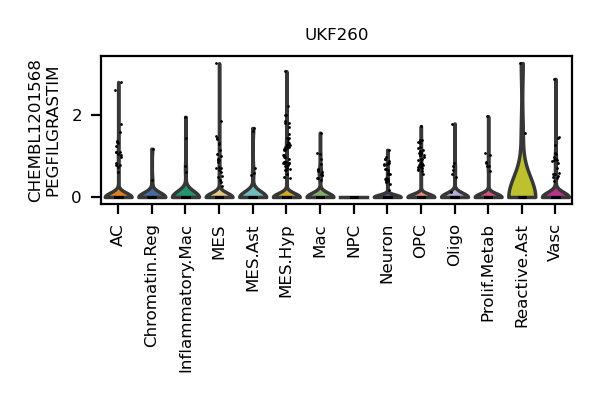 UKF260
CHEMBL1201568
PEGFILGRASTIM
2
0
AC
Chromatin.Reg
Inflammatory.Mac
MES
MES.Ast
MES.Hyp
Mac
NPC
Neuron
OPC
Oligo
Prolif.Metab
Reactive.Ast
Vasc